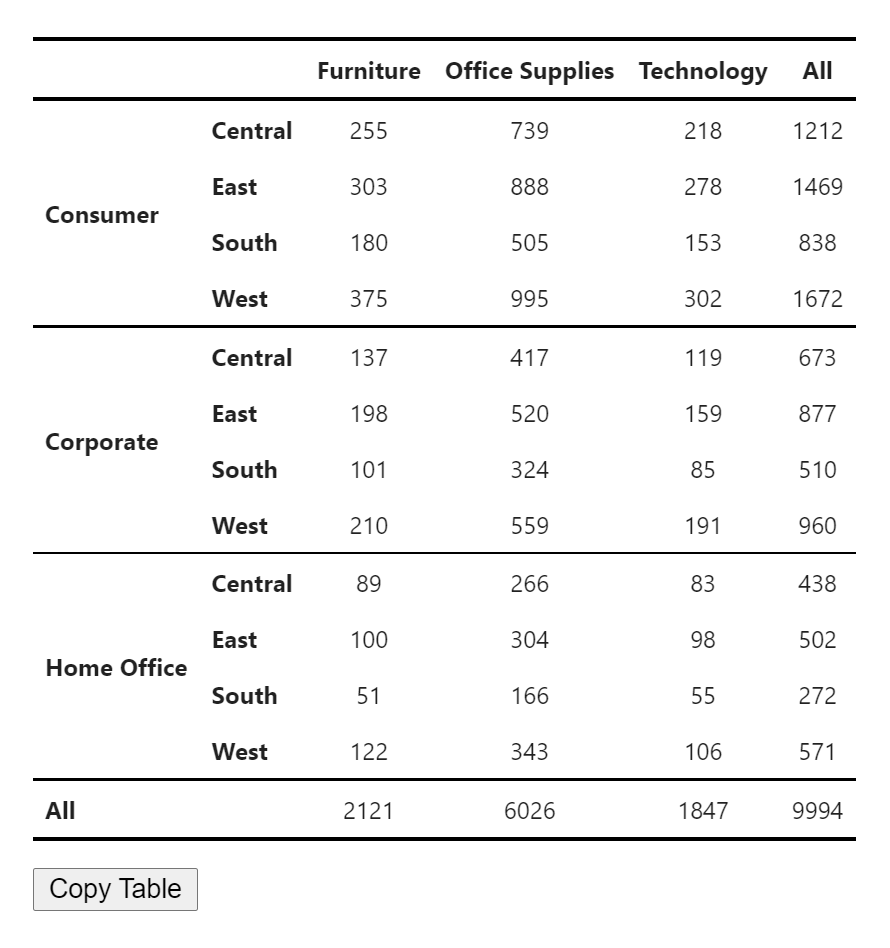 Furniture Office Supplies Technology All
Central 255 739 218 1212
East 303 888 278 1469
Consumer
South 180 505 153 838
West 375 995 302 1672
Central 137 417 119 673
East 198 520 159 877
Corporate
South 101 324 85 510
West 210 559 191 960
Central 89 266 83 438
East 100 304 98 502
Home Office
South 51 166 55 272
West 122 343 106 571
All 2121 6026 1847 9994
Copy Table